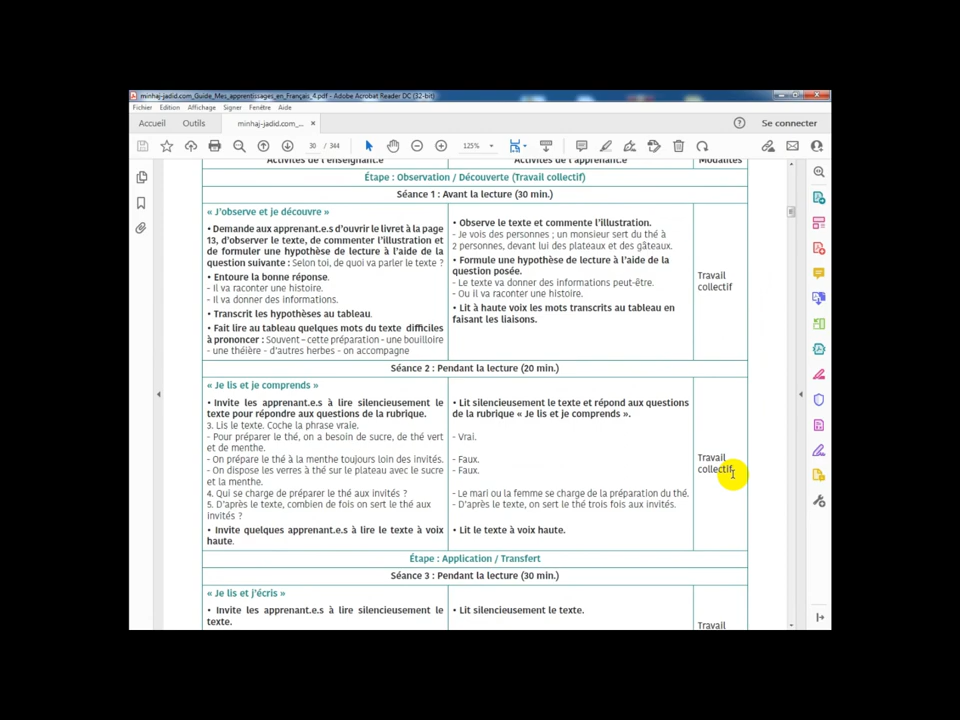 minhaj-jadid.com_Guide_Mes_apprentissages_en_Français_4.pdf - Adobe Acrobat Reader DC (32-bit)
Fichier Edition Affichage Signer Fenêtre Aide
Accueil Outils minhaj-jadid.com_... × Se connecter
30 / 344 125%
Activités de l'enseignant.e Activités de l'apprenant.e Modalités
Étape : Observation / Découverte (Travail collectif)
Séance 1 : Avant la lecture (30 min.)
« J'observe et je découvre »
• Demande aux apprenant.e.s d'ouvrir le livret à la page
13, d'observer le texte, de commenter l'illustration et
de formuler une hypothèse de lecture à l'aide de la
question suivante : Selon toi, de quoi va parler le texte ?
• Entoure la bonne réponse.
- Il va raconter une histoire.
- Il va donner des informations.
• Transcrit les hypothèses au tableau.
• Fait lire au tableau quelques mots du texte difficiles
à prononcer : Souvent – cette préparation - une bouilloire
- une théière - d'autres herbes - on accompagne
• Observe le texte et commente l'illustration.
- Je vois des personnes ; un monsieur sert du thé à
2 personnes, devant lui des plateaux et des gâteaux.
• Formule une hypothèse de lecture à l'aide de la
question posée.
- Le texte va donner des informations peut-être.
- Ou il va raconter une histoire.
• Lit à haute voix les mots transcrits au tableau en
faisant les liaisons.
Travail
collectif
Séance 2 : Pendant la lecture (20 min.)
« Je lis et je comprends »
• Invite les apprenant.e.s à lire silencieusement le
texte pour répondre aux questions de la rubrique.
3. Lis le texte. Coche la phrase vraie.
- Pour préparer le thé, on a besoin de sucre, de thé vert
et de menthe.
- On prépare le thé à la menthe toujours loin des invités.
- On dispose les verres à thé sur le plateau avec le sucre
et la menthe.
4. Qui se charge de préparer le thé aux invités ?
5. D'après le texte, combien de fois on sert le thé aux
invités ?
• Invite quelques apprenant.e.s à lire le texte à voix
haute.
• Lit silencieusement le texte et répond aux questions
de la rubrique « Je lis et je comprends ».
- Vrai.
- Faux.
- Faux.
- Le mari ou la femme se charge de la préparation du thé.
- D'après le texte, on sert le thé trois fois aux invités.
• Lit le texte à voix haute.
Travail
collectif
Étape : Application / Transfert
Séance 3 : Pendant la lecture (30 min.)
« Je lis et j'écris »
• Invite les apprenant.e.s à lire silencieusement le
texte.
• Lit silencieusement le texte.
Travail